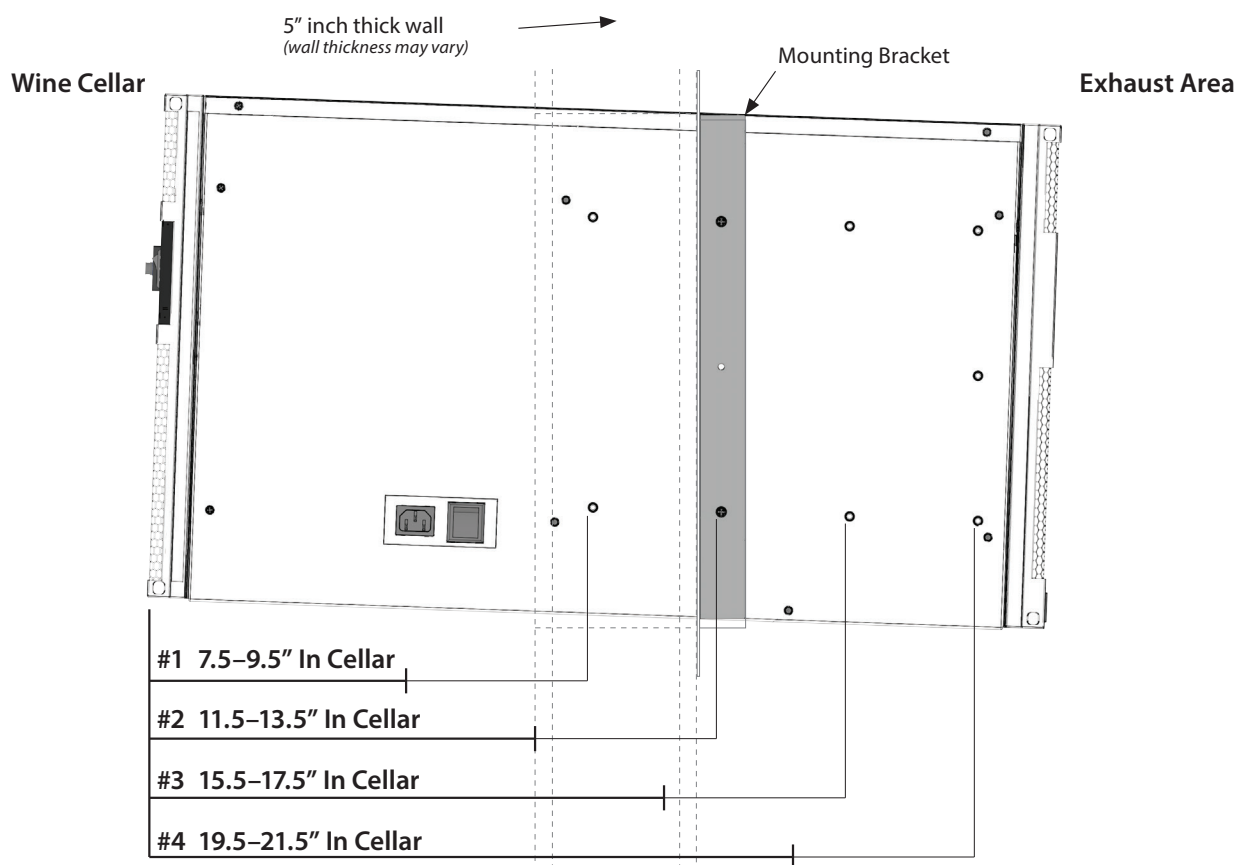 5” inch thick wall
(wall thickness may vary)
Mounting Bracket
Wine Cellar
Exhaust Area
#1 7.5–9.5” In Cellar
#2 11.5–13.5” In Cellar
#3 15.5–17.5” In Cellar
#4 19.5–21.5” In Cellar